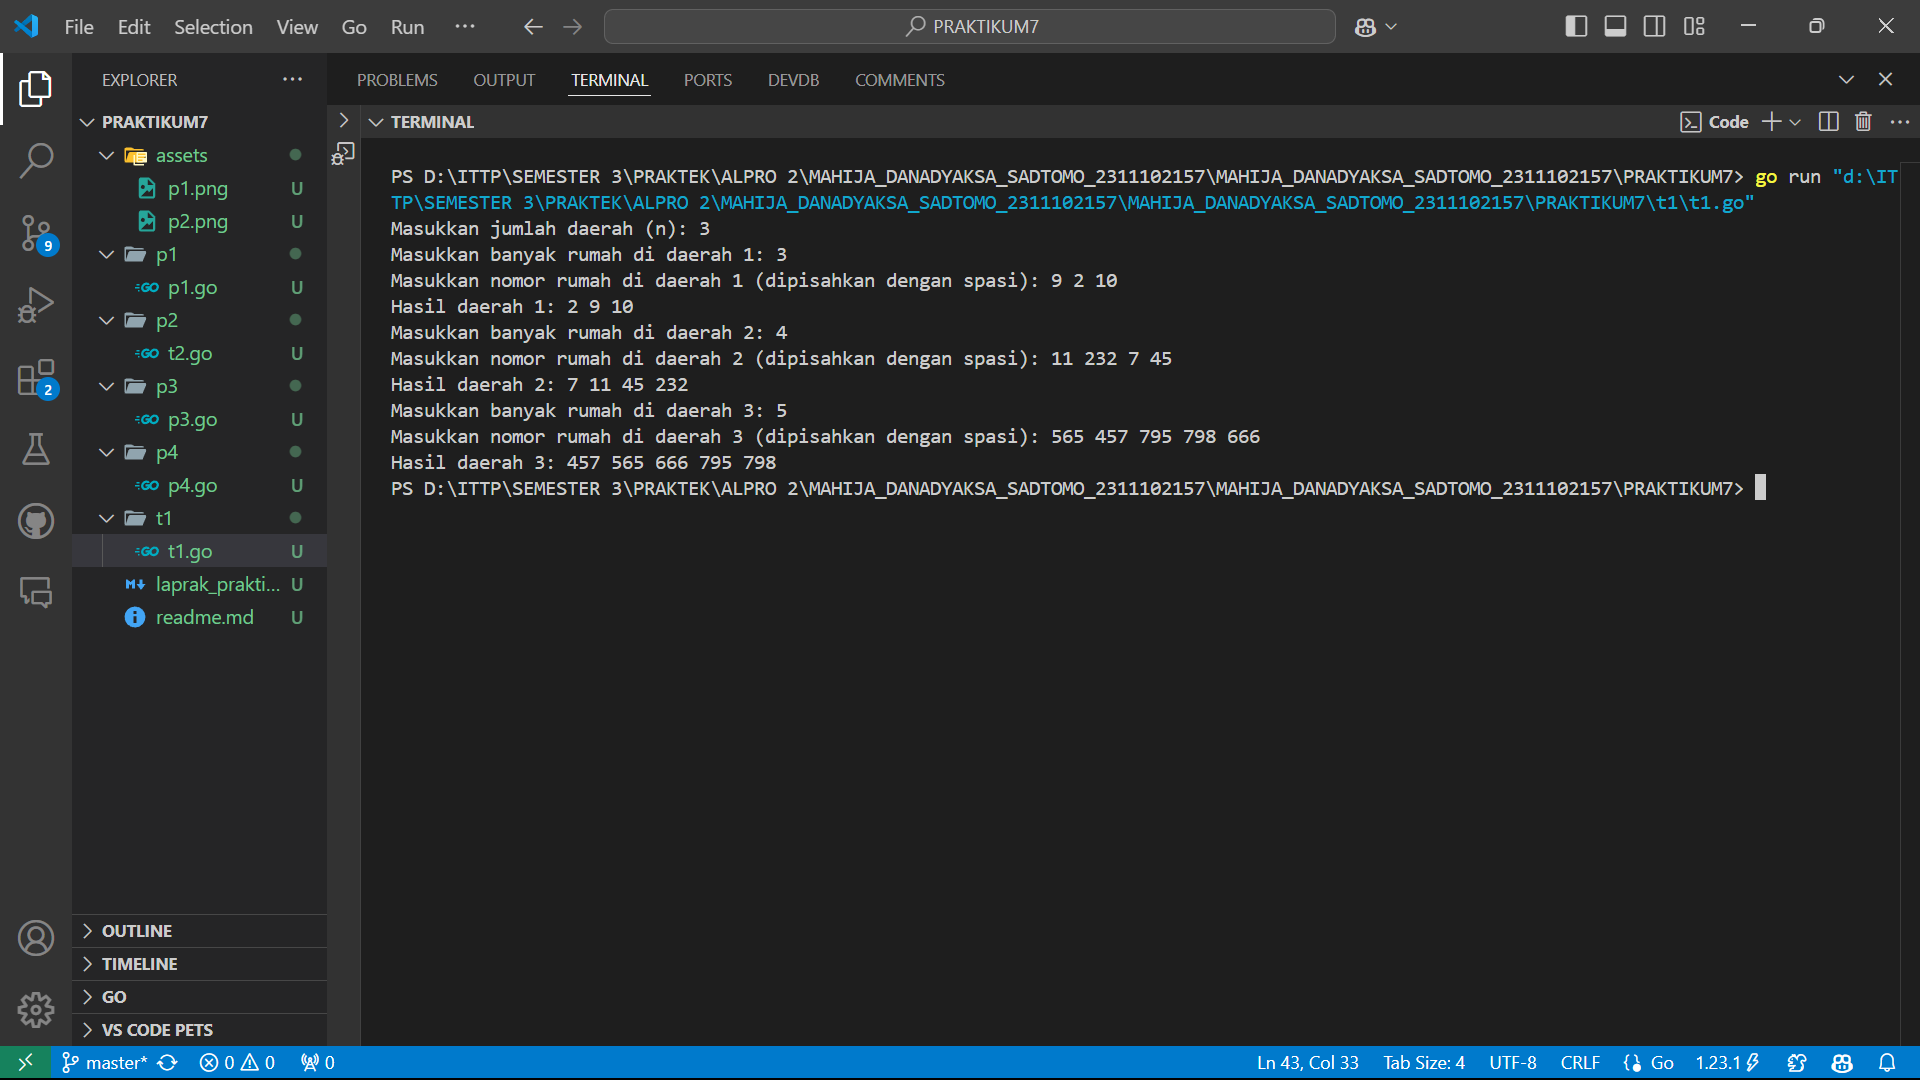 File Edit Selection View Go Run ···
PRAKTIKUM7
EXPLORER ···
PRAKTIKUM7
assets
p1.png U
p2.png U
p1
p1.go U
p2
t2.go U
p3
p3.go U
p4
p4.go U
t1
t1.go U
laprak_prakti... U
readme.md U
OUTLINE
TIMELINE
GO
VS CODE PETS
9
2
PROBLEMS OUTPUT TERMINAL PORTS DEVDB COMMENTS
TERMINAL
Code
PS D:\ITTP\SEMESTER 3\PRAKTEK\ALPRO 2\MAHIJA_DANADYAKSA_SADTOMO_2311102157\MAHIJA_DANADYAKSA_SADTOMO_2311102157\PRAKTIKUM7> go run "d:\IT
TP\SEMESTER 3\PRAKTEK\ALPRO 2\MAHIJA_DANADYAKSA_SADTOMO_2311102157\MAHIJA_DANADYAKSA_SADTOMO_2311102157\PRAKTIKUM7\t1\t1.go"
Masukkan jumlah daerah (n): 3
Masukkan banyak rumah di daerah 1: 3
Masukkan nomor rumah di daerah 1 (dipisahkan dengan spasi): 9 2 10
Hasil daerah 1: 2 9 10
Masukkan banyak rumah di daerah 2: 4
Masukkan nomor rumah di daerah 2 (dipisahkan dengan spasi): 11 232 7 45
Hasil daerah 2: 7 11 45 232
Masukkan banyak rumah di daerah 3: 5
Masukkan nomor rumah di daerah 3 (dipisahkan dengan spasi): 565 457 795 798 666
Hasil daerah 3: 457 565 666 795 798
PS D:\ITTP\SEMESTER 3\PRAKTEK\ALPRO 2\MAHIJA_DANADYAKSA_SADTOMO_2311102157\MAHIJA_DANADYAKSA_SADTOMO_2311102157\PRAKTIKUM7>
master* 0 0 0 Ln 43, Col 33 Tab Size: 4 UTF-8 CRLF Go 1.23.1